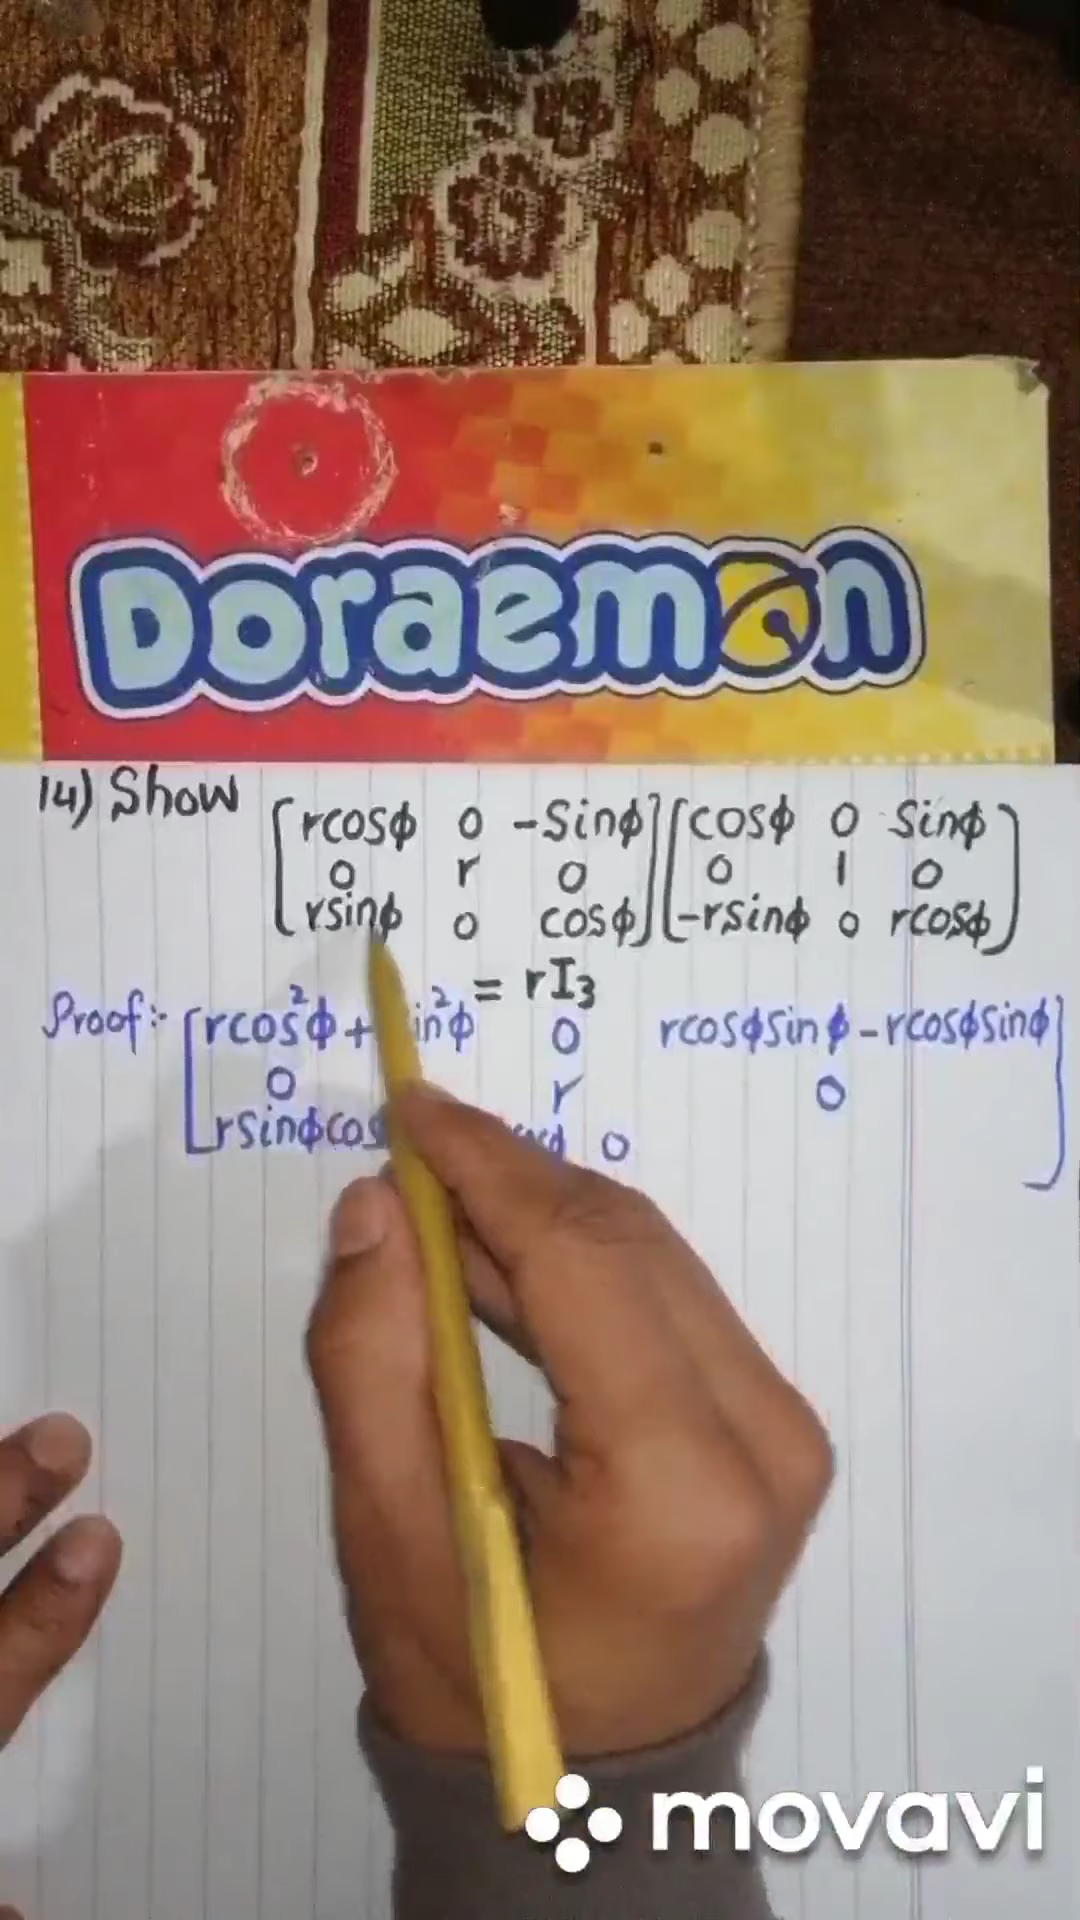 Doraemon
14) Show
[rcosφ 0 -Sinφ] [cosφ 0 Sinφ]
[0 r 0] [0 1 0]
[rsinφ 0 cosφ] [-rsinφ 0 rcosφ]
= rI₃
Proof:- [rcos²φ + in²φ 0 rcosφsinφ-rcosφsinφ]
0 r 0
rsinφcos 0
movavi